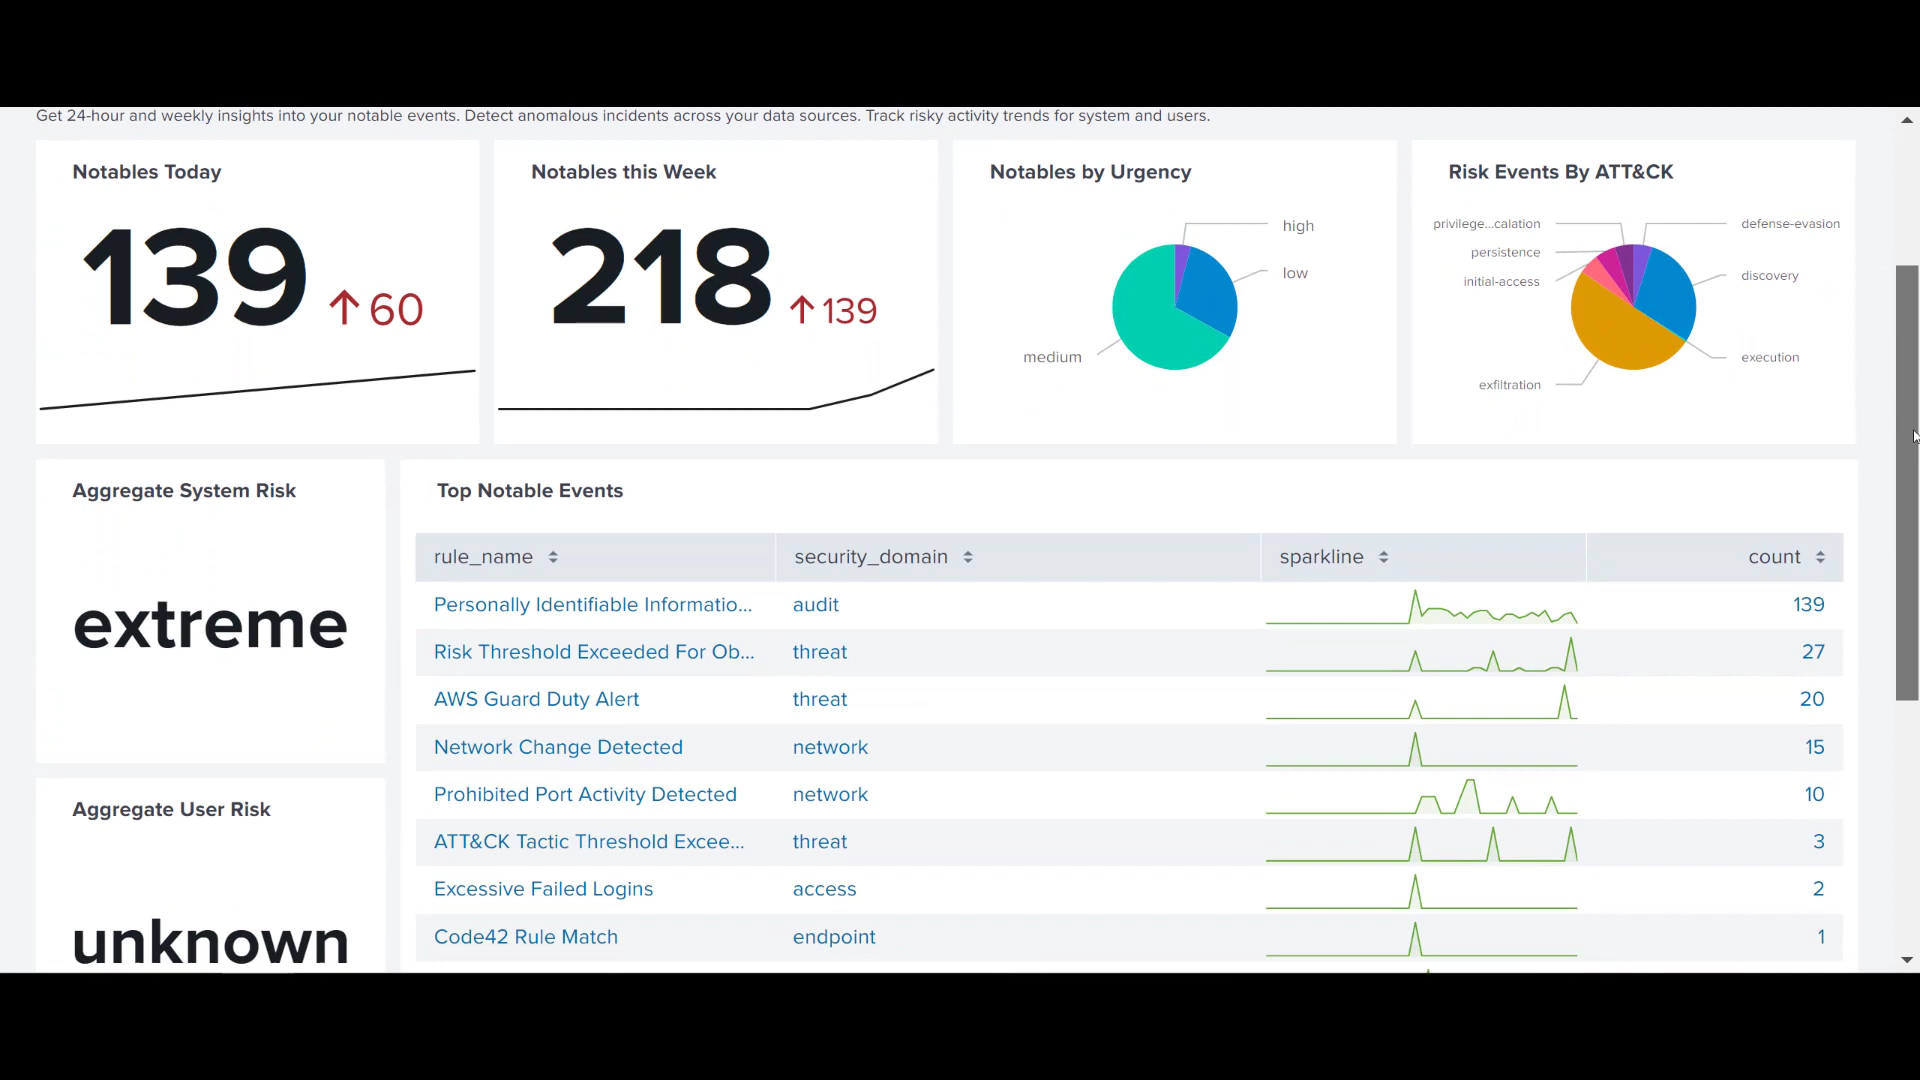 Get 24-hour and weekly insights into your notable events. Detect anomalous incidents across your data sources. Track risky activity trends for system and users.
Notables Today
139 ↑60
Notables this Week
218 ↑139
Notables by Urgency
high
low
medium
Risk Events By ATT&CK
privilege...calation
persistence
initial-access
exfiltration
defense-evasion
discovery
execution
Aggregate System Risk
extreme
Aggregate User Risk
unknown
Top Notable Events
rule_name security_domain sparkline count
Personally Identifiable Informatio... audit 139
Risk Threshold Exceeded For Ob... threat 27
AWS Guard Duty Alert threat 20
Network Change Detected network 15
Prohibited Port Activity Detected network 10
ATT&CK Tactic Threshold Excee... threat 3
Excessive Failed Logins access 2
Code42 Rule Match endpoint 1